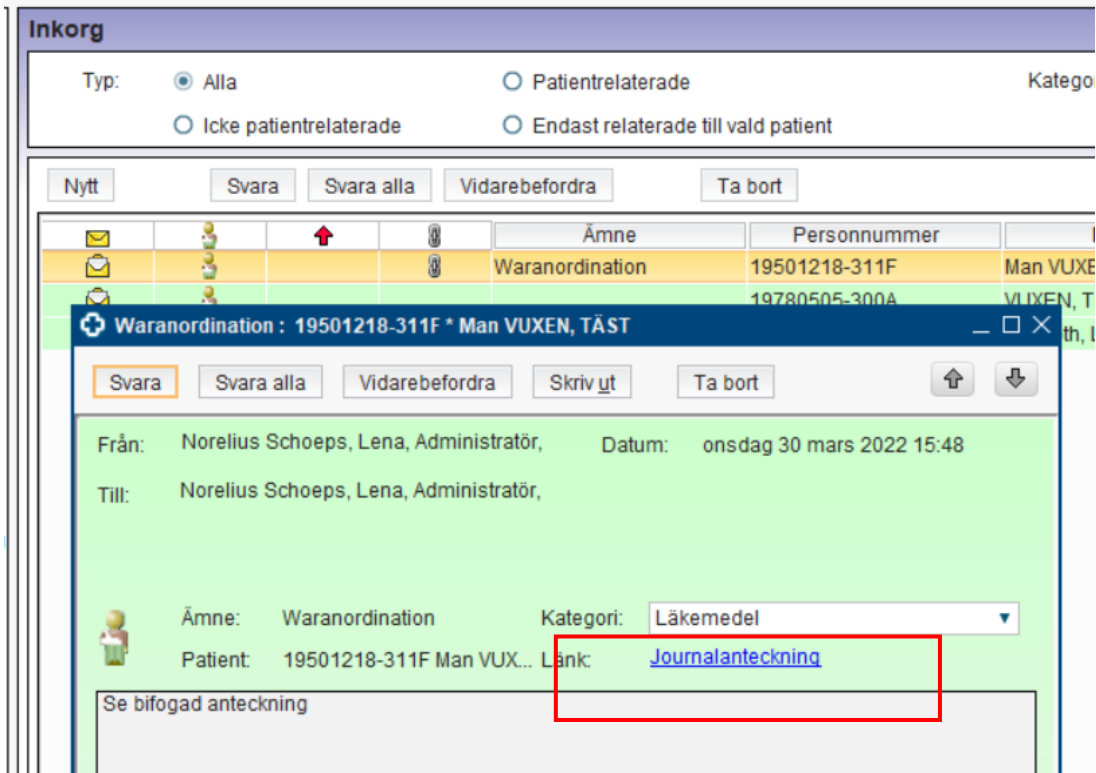 Inkorg
Typ: Alla Patientrelaterade
Icke patientrelaterade Endast relaterade till vald patient
Nytt Svara Svara alla Vidarebefordra Ta bort
Ämne Personnummer
Waranordination 19501218-311F Man VUXE
19780505-300A VUXEN, T
Waranordination : 19501218-311F * Man VUXEN, TÄST
Svara Svara alla Vidarebefordra Skriv ut Ta bort
Från: Norelius Schoeps, Lena, Administratör, Datum: onsdag 30 mars 2022 15:48
Till: Norelius Schoeps, Lena, Administratör,
Ämne: Waranordination Kategori: Läkemedel
Patient: 19501218-311F Man VUX... Länk: Journalanteckning
Se bifogad anteckning